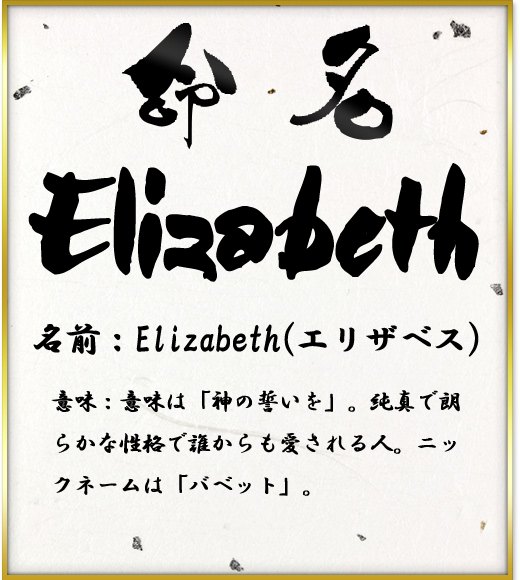 命名
Elizabeth
名前：Elizabeth(エリザベス)
意味：意味は「神の誓いを」。純真で朗
らかな性格で誰からも愛される人。ニッ
クネームは「バベット」。